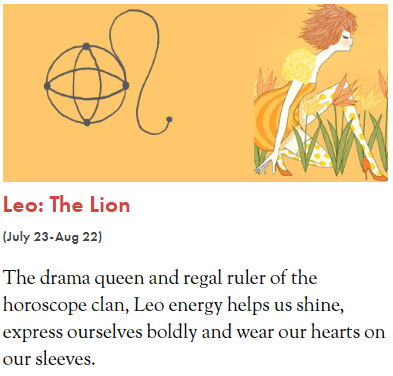 Leo: The Lion
(July 23-Aug 22)
The drama queen and regal ruler of the
horoscope clan, Leo energy helps us shine,
express ourselves boldly and wear our hearts on
our sleeves.